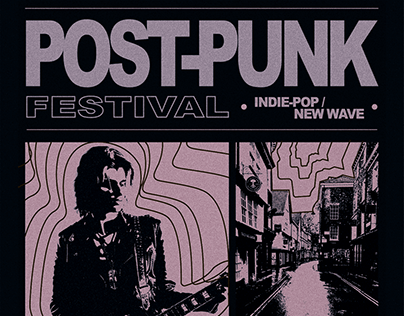 POST-PUNK
FESTIVAL
• INDIE-POP /
NEW WAVE •